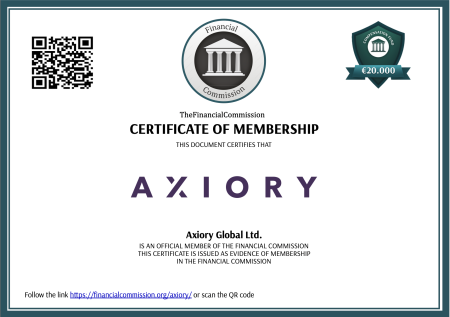 Financial
Commission
COMPENSATION FUND
€20.000
TheFinancialCommission
CERTIFICATE OF MEMBERSHIP
THIS DOCUMENT CERTIFIES THAT
AXIORY
Axiory Global Ltd.
IS AN OFFICIAL MEMBER OF THE FINANCIAL COMMISSION
THIS CERTIFICATE IS ISSUED AS EVIDENCE OF MEMBERSHIP
IN THE FINANCIAL COMMISSION
Follow the link https://financialcommission.org/axiory/ or scan the QR code